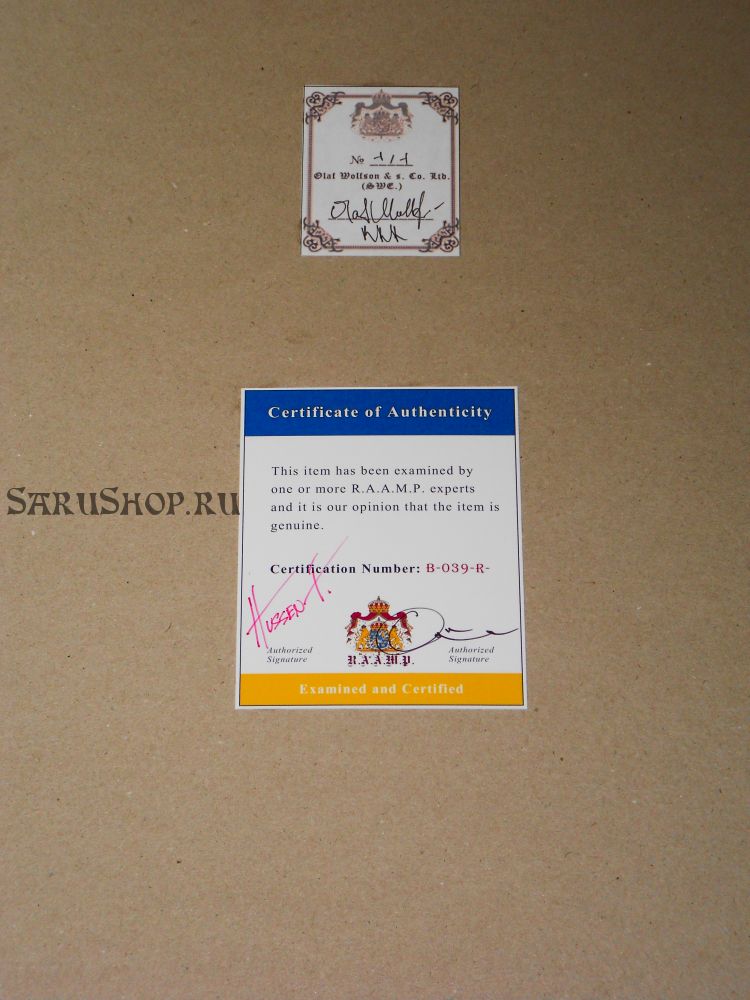 № 1/1
Olaf Wolfson & s. Co. Ltd.
(SWE.)
Certificate of Authenticity
This item has been examined by
one or more R.A.A.M.P. experts
and it is our opinion that the item is
genuine.
SARUSHOP.RU
Certification Number: B-039-R-
HUSSEN T.
Authorized
Signature
R.A.A.M.P.
Authorized
Signature
Examined and Certified